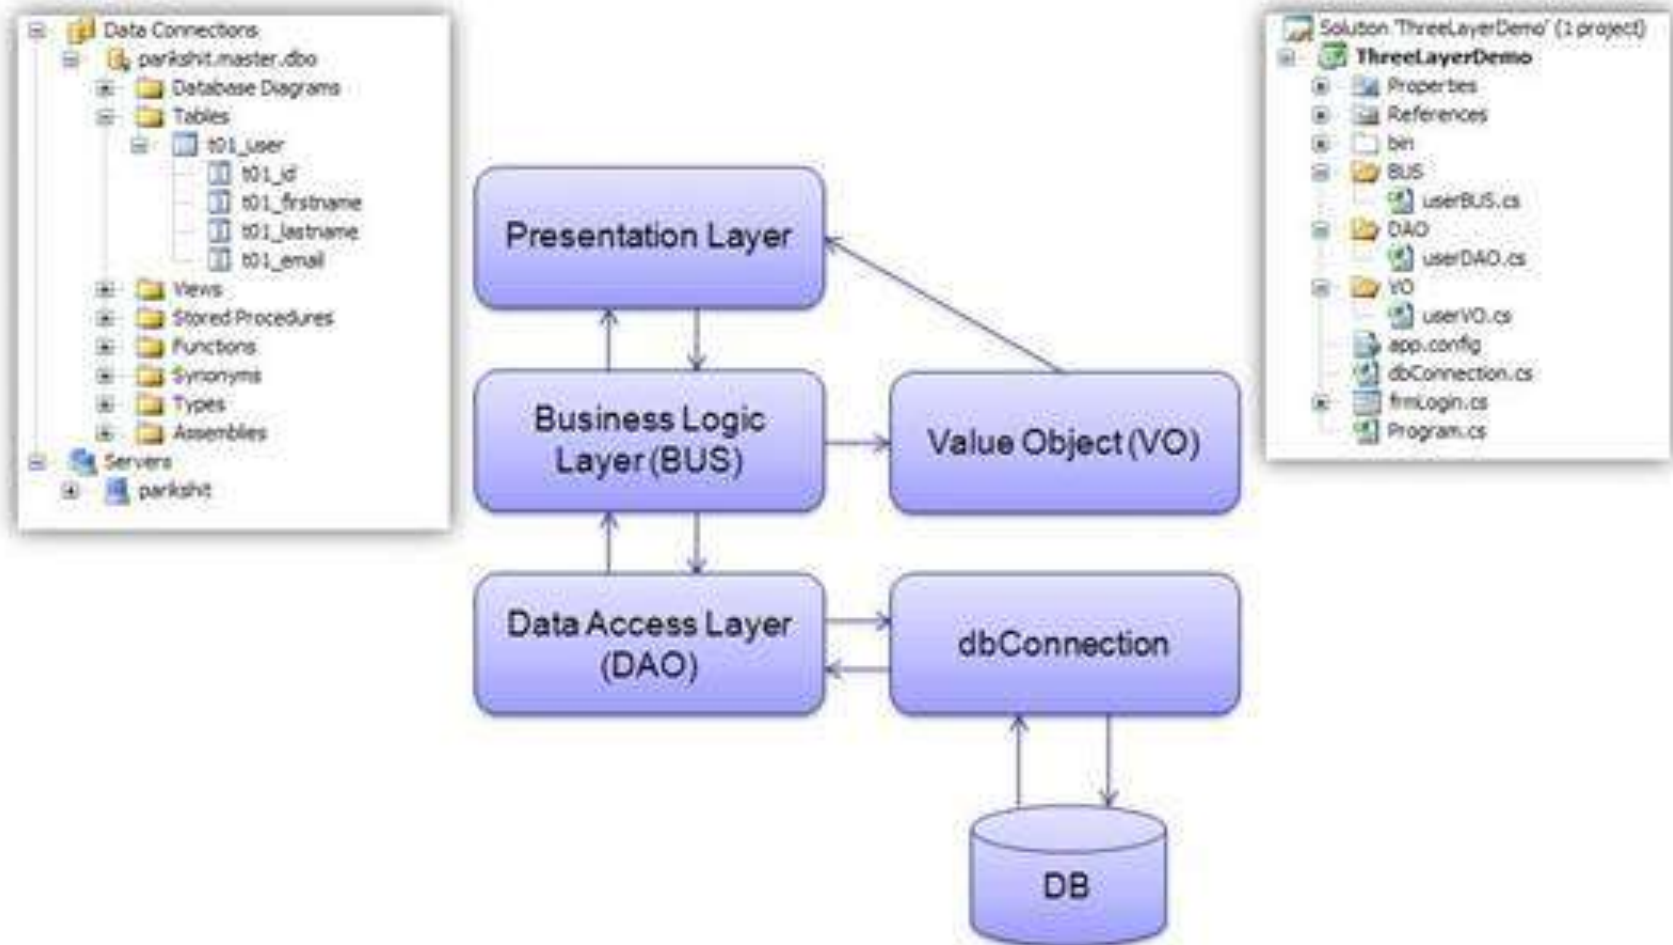 Data Connections
parkshit.master.dbo
Database Diagrams
Tables
t01_user
t01_id
t01_firstname
t01_lastname
t01_email
Views
Stored Procedures
Functions
Synonyms
Types
Assemblies
Servers
parkshit
Presentation Layer
Business Logic
Layer (BUS)
Value Object (VO)
Data Access Layer
(DAO)
dbConnection
DB
Solution 'ThreeLayerDemo' (1 project)
ThreeLayerDemo
Properties
References
bin
BUS
userBUS.cs
DAO
userDAO.cs
VO
userVO.cs
app.config
dbConnection.cs
frmLogin.cs
Program.cs